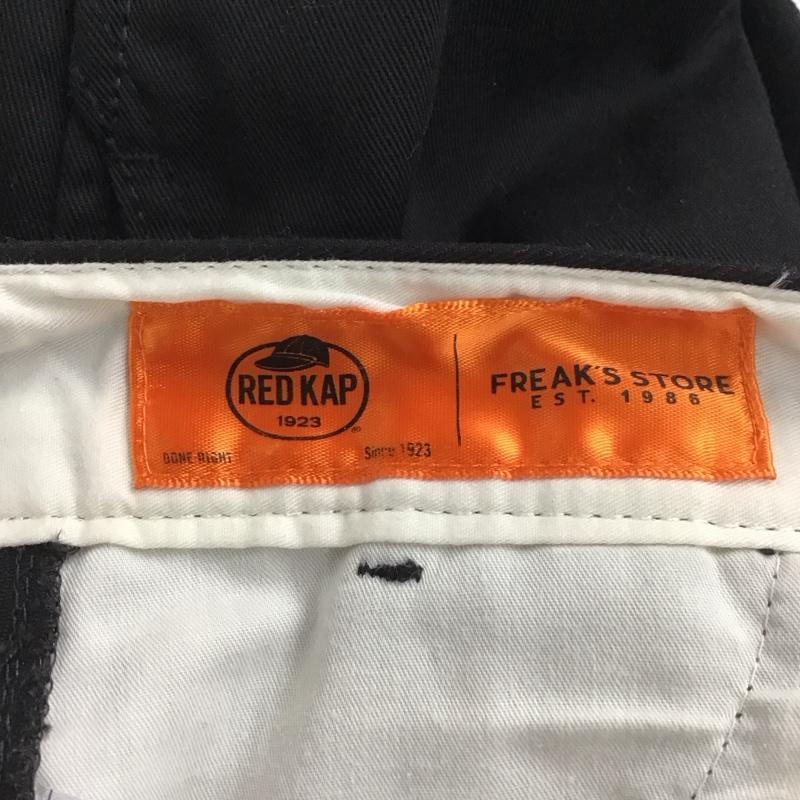 RED KAP
1923
®
DONE RIGHT
Since 1923
FREAK'S STORE
EST. 1986